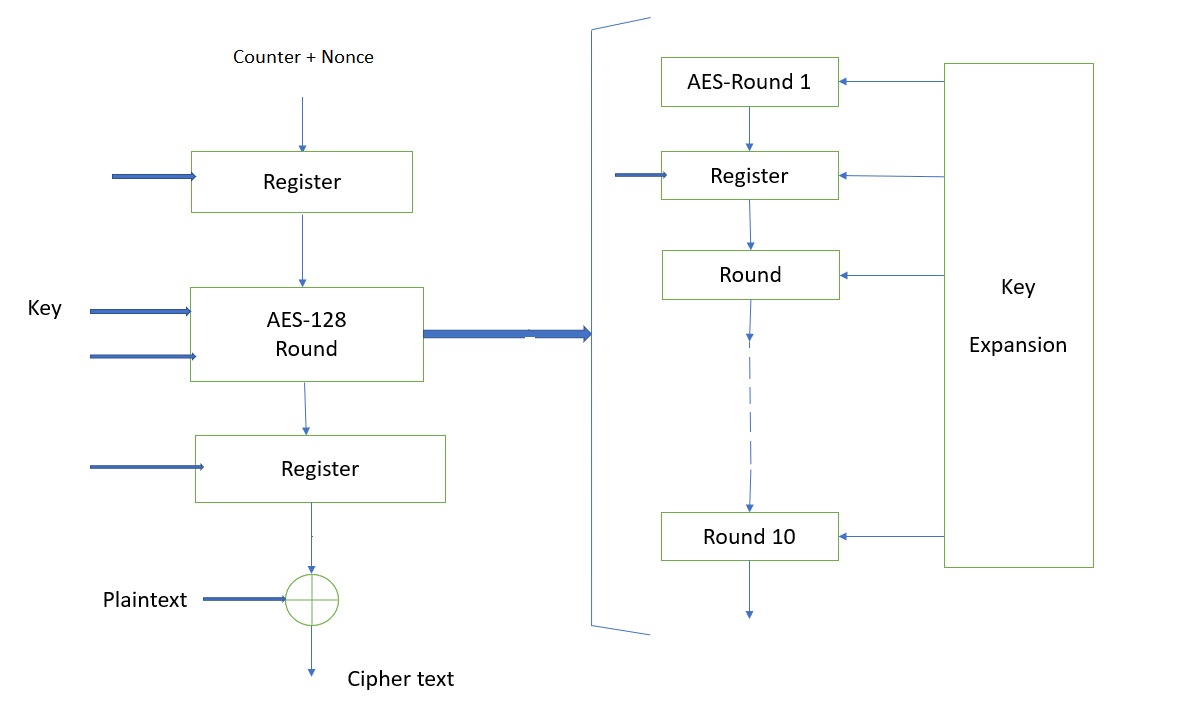 Counter + Nonce
Register
Key
AES-128
Round
Register
Plaintext
Cipher text
AES-Round 1
Register
Round
Round 10
Key
Expansion